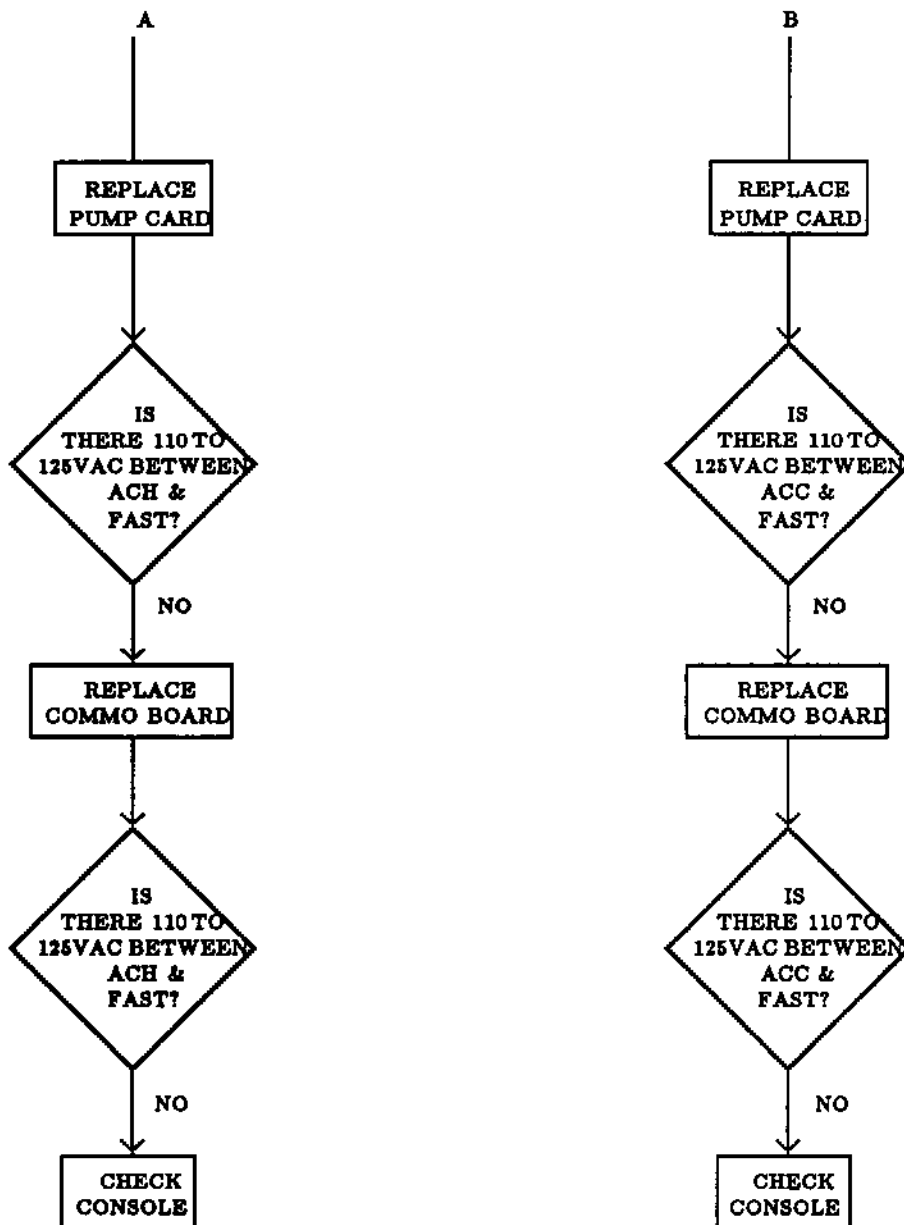 A
REPLACE
PUMP CARD
IS
THERE 110 TO
125VAC BETWEEN
ACH &
FAST?
NO
REPLACE
COMMO BOARD
IS
THERE 110 TO
125VAC BETWEEN
ACH &
FAST?
NO
CHECK
CONSOLE
B
REPLACE
PUMP CARD
IS
THERE 110 TO
125VAC BETWEEN
ACC &
FAST?
NO
REPLACE
COMMO BOARD
IS
THERE 110 TO
125VAC BETWEEN
ACC &
FAST?
NO
CHECK
CONSOLE